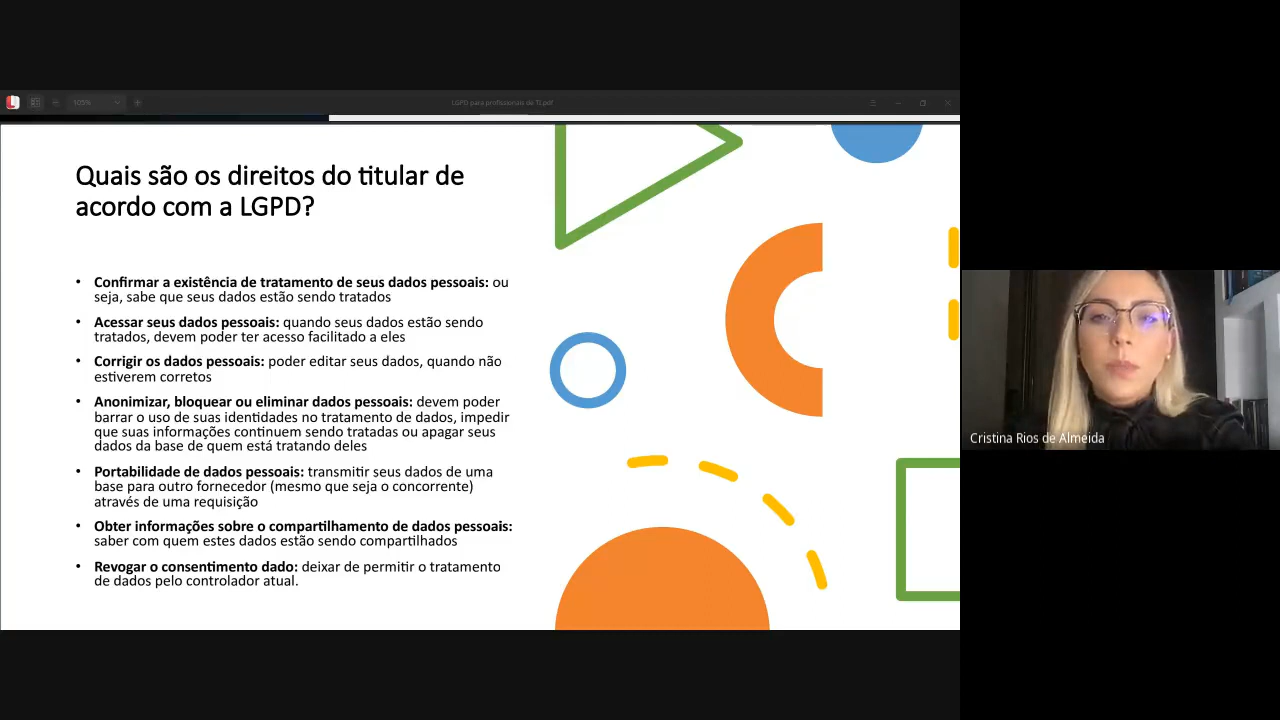 105%
LGPD para profissionais de TI.pdf
Quais são os direitos do titular de
acordo com a LGPD?
• Confirmar a existência de tratamento de seus dados pessoais: ou
seja, sabe que seus dados estão sendo tratados
• Acessar seus dados pessoais: quando seus dados estão sendo
tratados, devem poder ter acesso facilitado a eles
• Corrigir os dados pessoais: poder editar seus dados, quando não
estiverem corretos
• Anonimizar, bloquear ou eliminar dados pessoais: devem poder
barrar o uso de suas identidades no tratamento de dados, impedir
que suas informações continuem sendo tratadas ou apagar seus
dados da base de quem está tratando deles
• Portabilidade de dados pessoais: transmitir seus dados de uma
base para outro fornecedor (mesmo que seja o concorrente)
através de uma requisição
• Obter informações sobre o compartilhamento de dados pessoais:
saber com quem estes dados estão sendo compartilhados
• Revogar o consentimento dado: deixar de permitir o tratamento
de dados pelo controlador atual.
Cristina Rios de Almeida